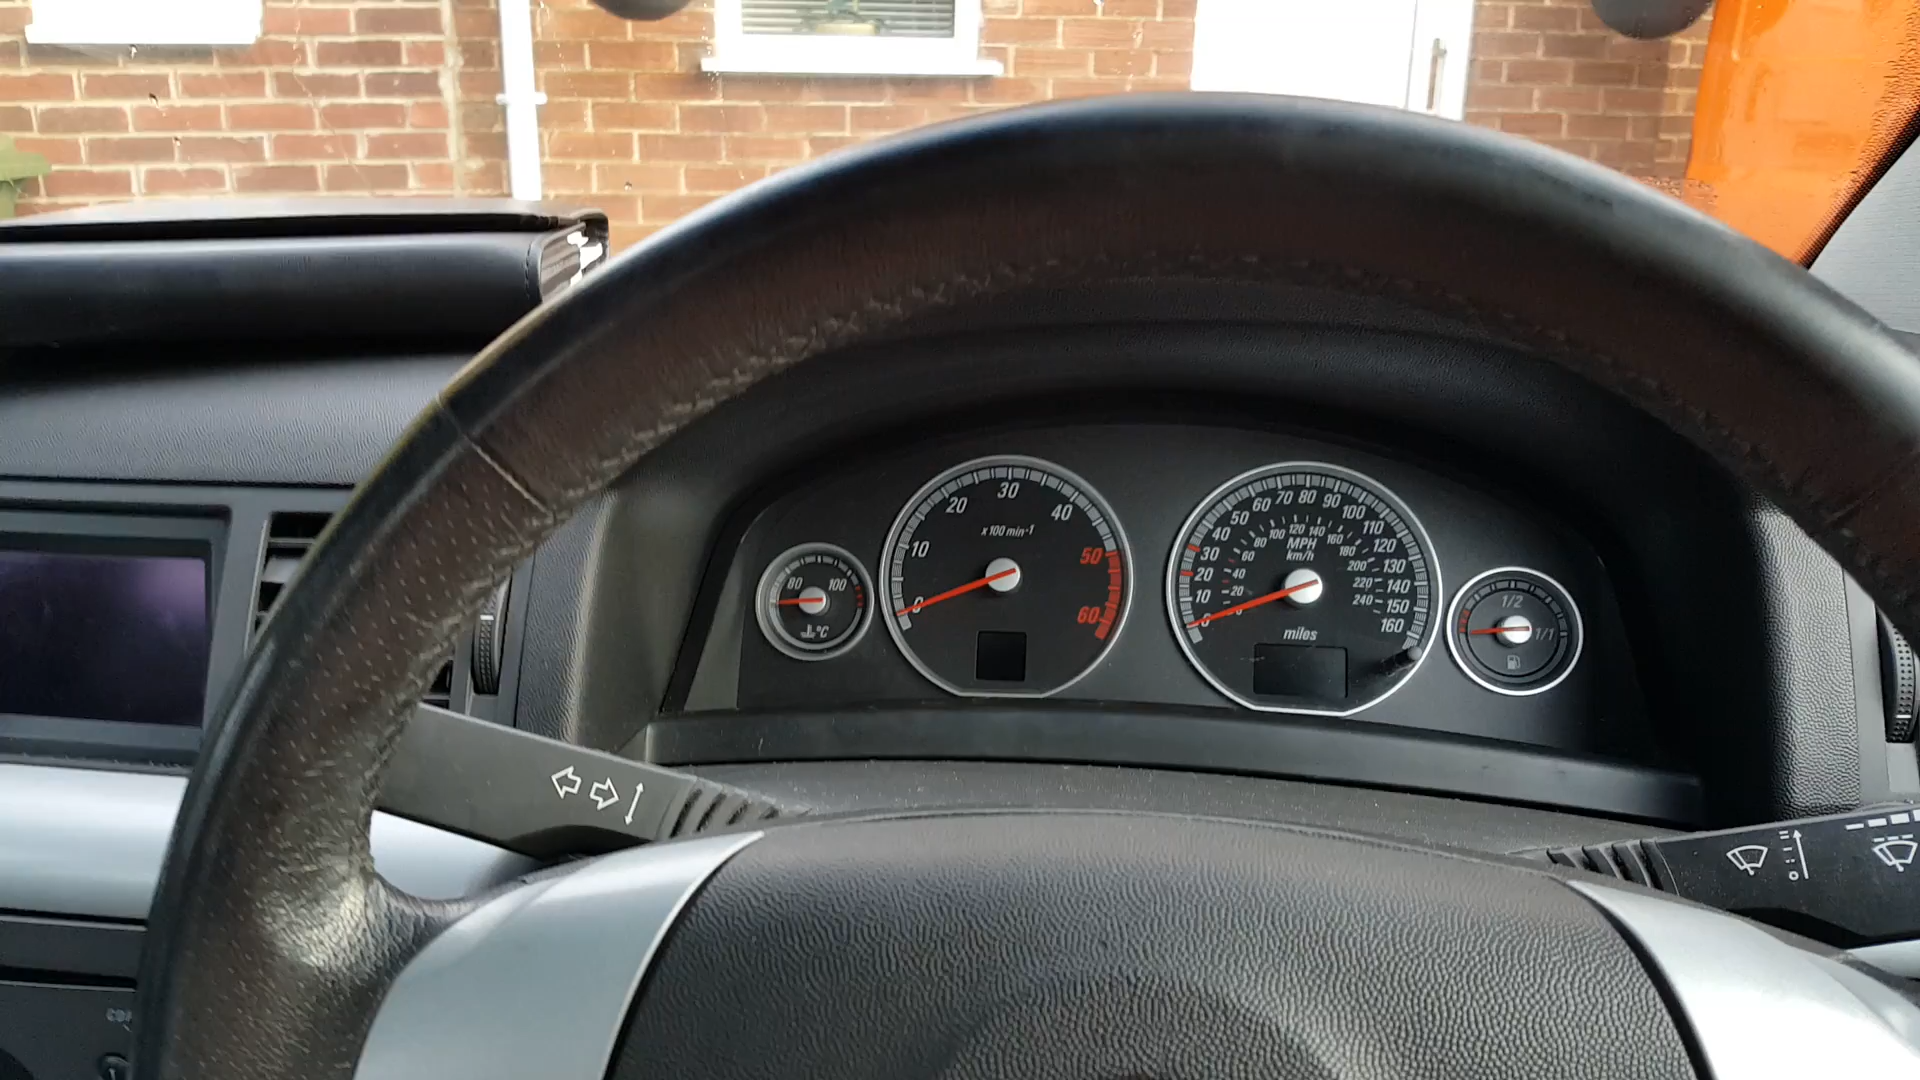 80 100
°C
0 10 20 30 40 50 60
x 100 min-1
0 10 20 30 40 50 60 70 80 90 100 110 120 130 140 150 160
MPH
km/h
20 40 60 80 100 120 140 160 180 200 220 240
miles
1/2
1/1